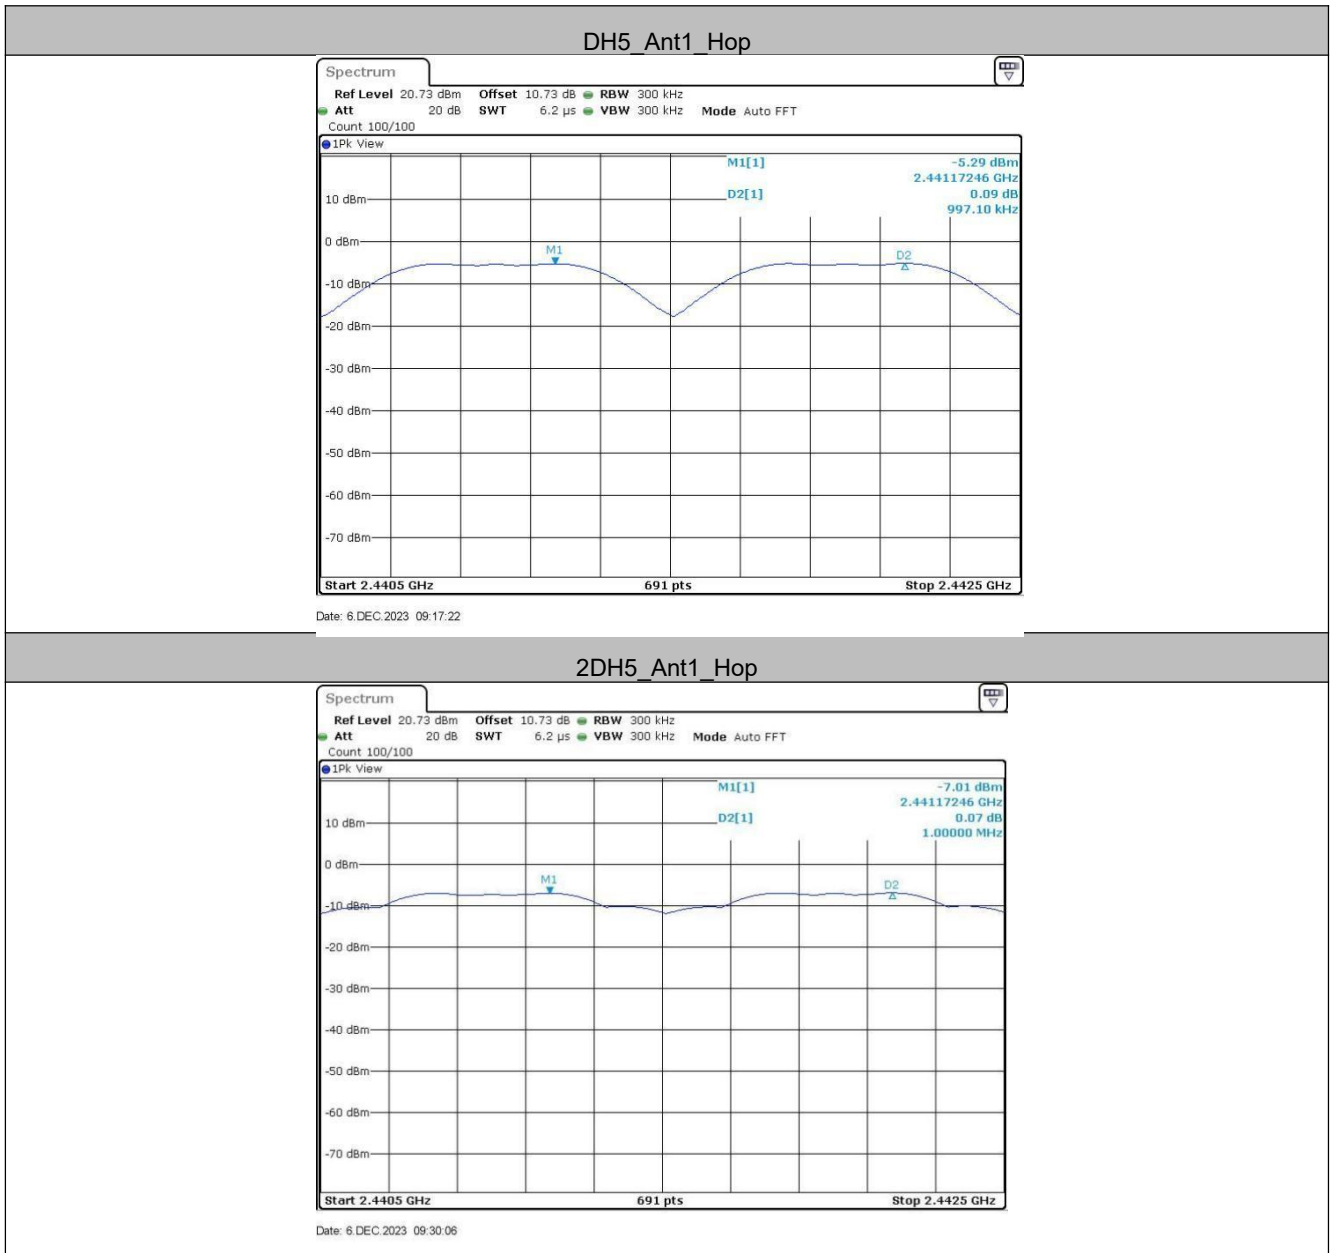 DH5_Ant1_Hop
Spectrum
Ref Level 20.73 dBm Offset 10.73 dB RBW 300 kHz
Att 20 dB SWT 6.2 µs VBW 300 kHz Mode Auto FFT
Count 100/100
1Pk View
M1[1] -5.29 dBm
2.44117246 GHz
D2[1] 0.09 dB
997.10 kHz
10 dBm
0 dBm
M1
D2
-10 dBm
-20 dBm
-30 dBm
-40 dBm
-50 dBm
-60 dBm
-70 dBm
Start 2.4405 GHz 691 pts Stop 2.4425 GHz
Date: 6.DEC.2023 09:17:22
2DH5_Ant1_Hop
Spectrum
Ref Level 20.73 dBm Offset 10.73 dB RBW 300 kHz
Att 20 dB SWT 6.2 µs VBW 300 kHz Mode Auto FFT
Count 100/100
1Pk View
M1[1] -7.01 dBm
2.44117246 GHz
D2[1] 0.07 dB
1.00000 MHz
10 dBm
0 dBm
M1
D2
-10 dBm
-20 dBm
-30 dBm
-40 dBm
-50 dBm
-60 dBm
-70 dBm
Start 2.4405 GHz 691 pts Stop 2.4425 GHz
Date: 6.DEC.2023 09:30:06